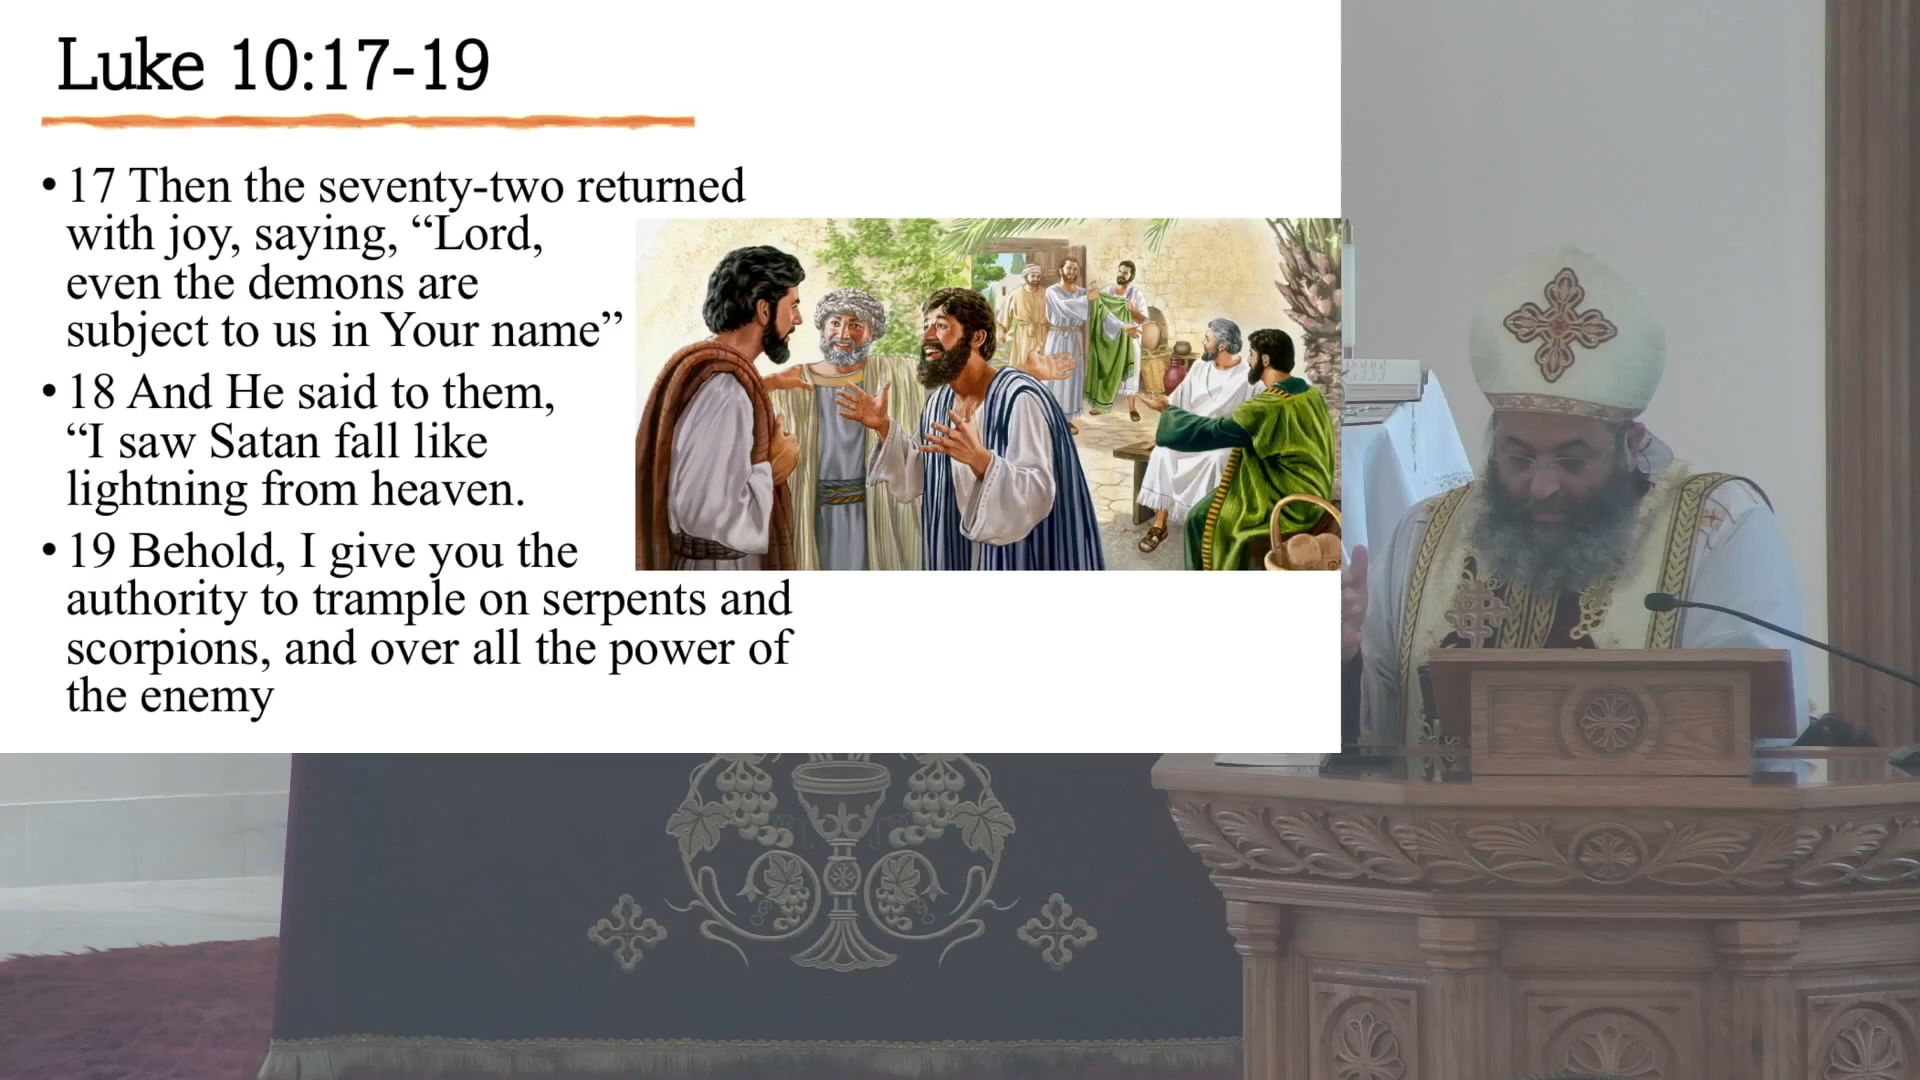 Luke 10:17-19
• 17 Then the seventy-two returned
with joy, saying, “Lord,
even the demons are
subject to us in Your name”
• 18 And He said to them,
“I saw Satan fall like
lightning from heaven.
• 19 Behold, I give you the
authority to trample on serpents and
scorpions, and over all the power of
the enemy